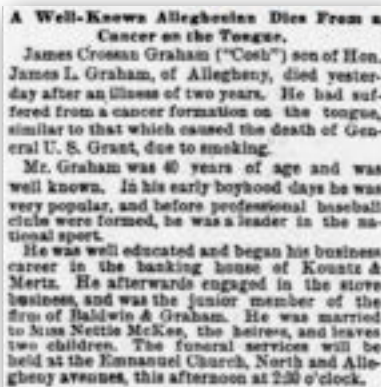 A Well-Known Alleghenian Dies From a
Cancer on the Tongue.
James Crossan Graham ("Cosh") son of Hon.
James L. Graham, of Allegheny, died yester-
day after an illness of two years. He had suf-
fered from a cancer formation on the tongue,
similar to that which caused the death of Gen-
eral U. S. Grant, due to smoking.
Mr. Graham was 40 years of age and was
well known. In his early boyhood days he was
very popular, and before professional baseball
clubs were formed, he was a leader in the na-
tional sport.
He was well educated and began his business
career in the banking house of Kountz &
Mertz. He afterwards engaged in the stove
business, and was the junior member of the
firm of Baldwin & Graham. He was married
to Miss Nettie McKee, the heiress, and leaves
two children. The funeral services will be
held at the Emanuel Church, North and Alle-
gheny avenues, this afternoon at 2:30 o'clock.